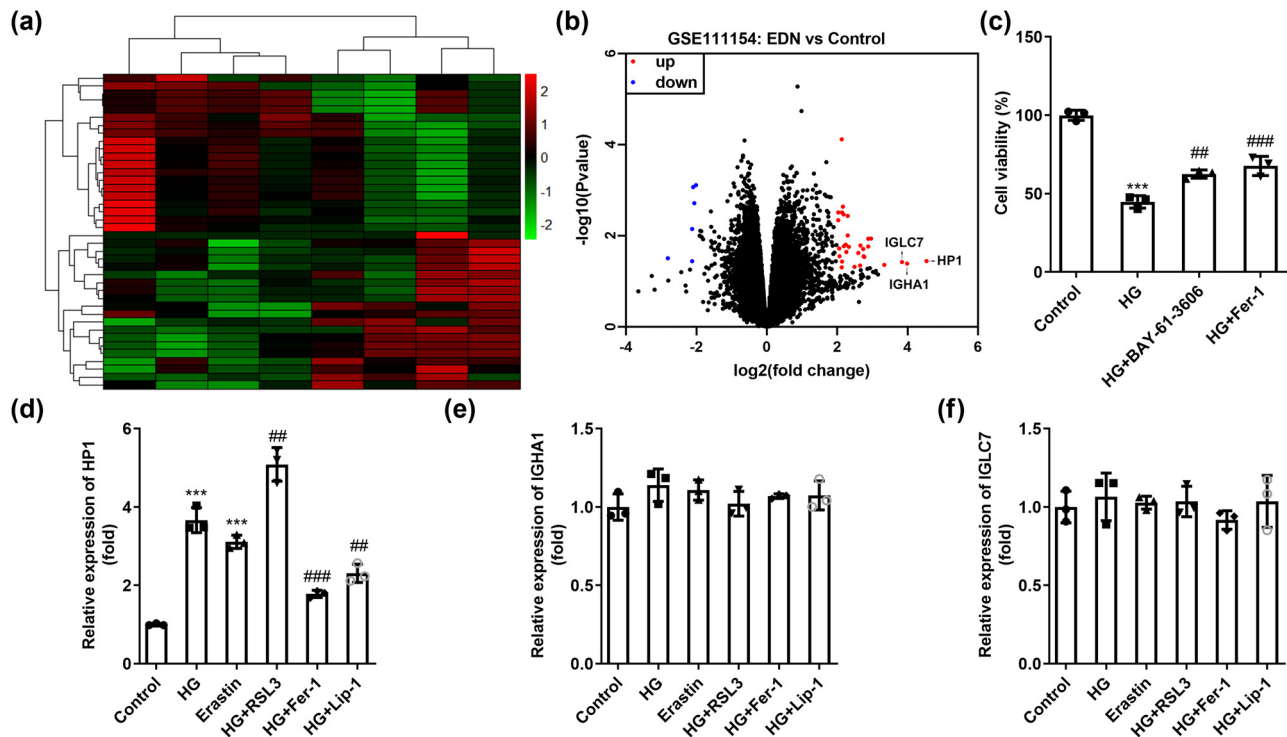 (a)
2
1
0
-1
-2
(b)
GSE111154: EDN vs Control
up
down
-log10(Pvalue)
6
4
2
0
IGLC7
HP1
IGHA1
-4
-2
0
2
4
6
log2(fold change)
(c)
Cell viability (%)
150
100
50
0
***
##
###
Control
HG
HG+BAY-61-3606
HG+Fer-1
(d)
Relative expression of HP1
(fold)
6
4
2
0
***
***
##
###
##
Control
HG
Erastin
HG+RSL3
HG+Fer-1
HG+Lip-1
(e)
Relative expression of IGHA1
(fold)
1.5
1.0
0.5
0.0
Control
HG
Erastin
HG+RSL3
HG+Fer-1
HG+Lip-1
(f)
Relative expression of IGLC7
(fold)
1.5
1.0
0.5
0.0
Control
HG
Erastin
HG+RSL3
HG+Fer-1
HG+Lip-1